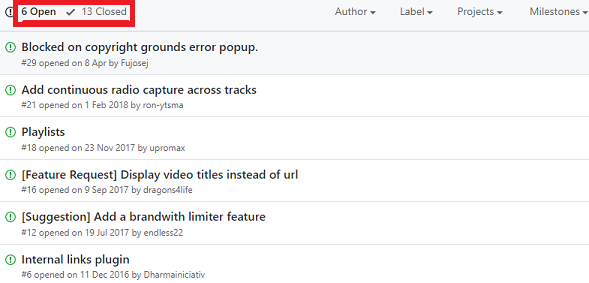 6 Open 13 Closed Author Label Projects Milestones
Blocked on copyright grounds error popup.
#29 opened on 8 Apr by Fujosej
Add continuous radio capture across tracks
#21 opened on 1 Feb 2018 by ron-ytsma
Playlists
#18 opened on 23 Nov 2017 by upromax
[Feature Request] Display video titles instead of url
#16 opened on 9 Sep 2017 by dragons4life
[Suggestion] Add a brandwith limiter feature
#12 opened on 19 Jul 2017 by endless22
Internal links plugin
#6 opened on 11 Dec 2016 by Dharmainiciativ